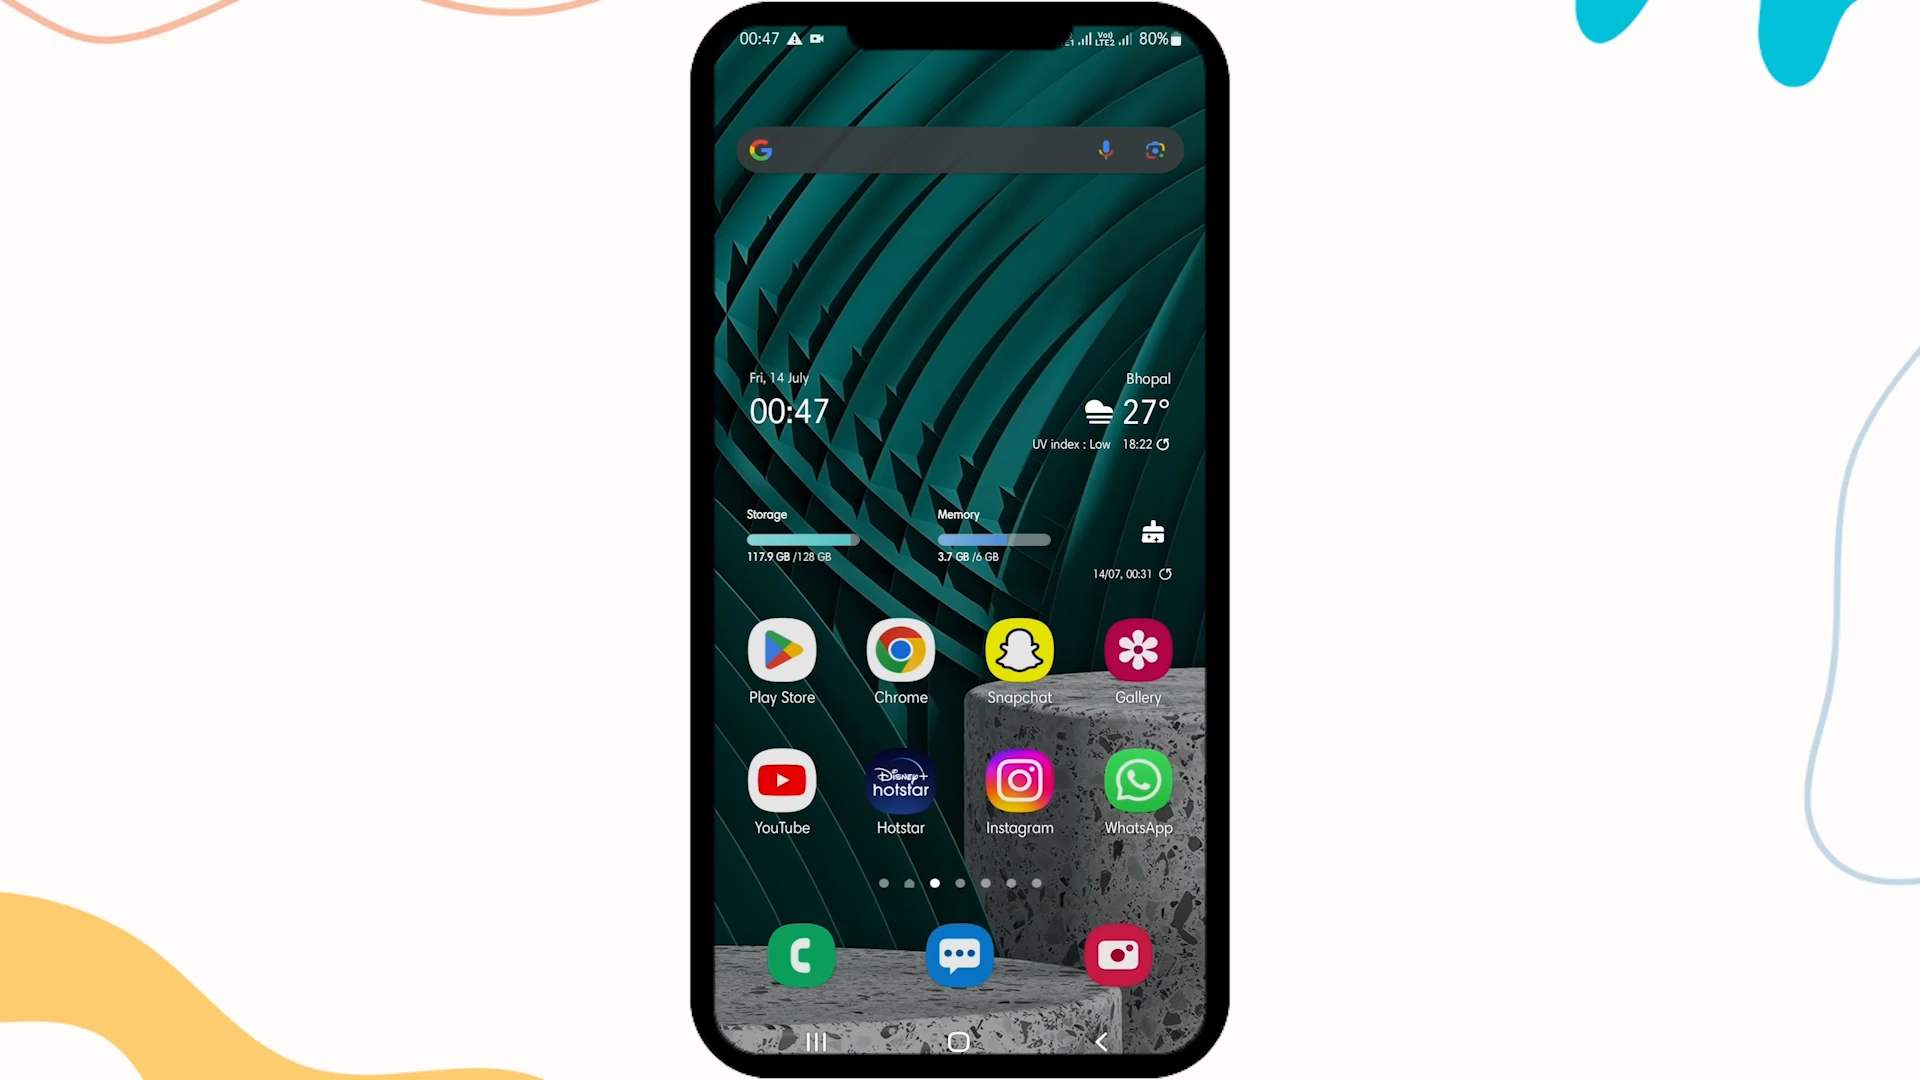 00:47
Vo)) LTE2 80%
Fri, 14 July
00:47
Bhopal
27°
UV index : Low 18:22
Storage
117.9 GB /128 GB
Memory
3.7 GB /6 GB
14/07, 00:31
Play Store
Chrome
Snapchat
Gallery
Disney+ hotstar
YouTube
Hotstar
Instagram
WhatsApp